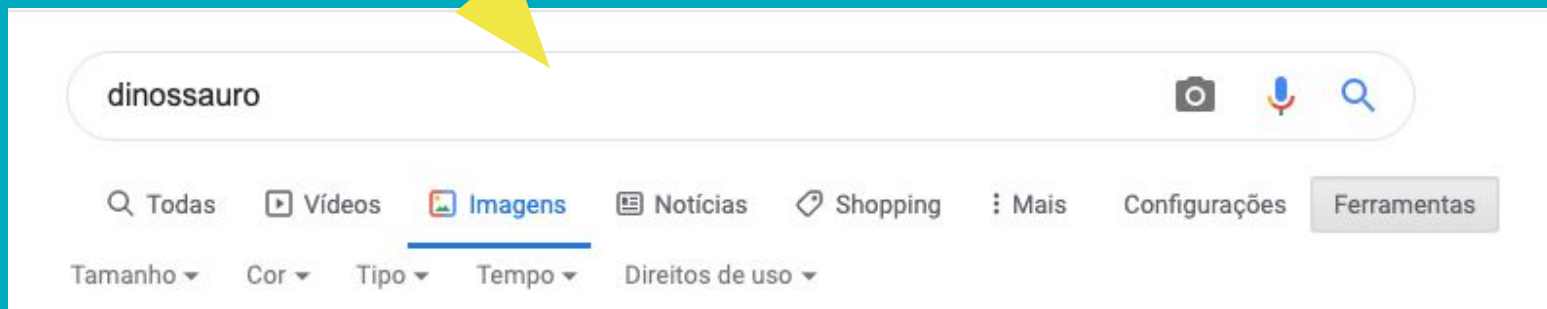 dinossauro
Todas Vídeos Imagens Notícias Shopping Mais Configurações Ferramentas
Tamanho Cor Tipo Tempo Direitos de uso